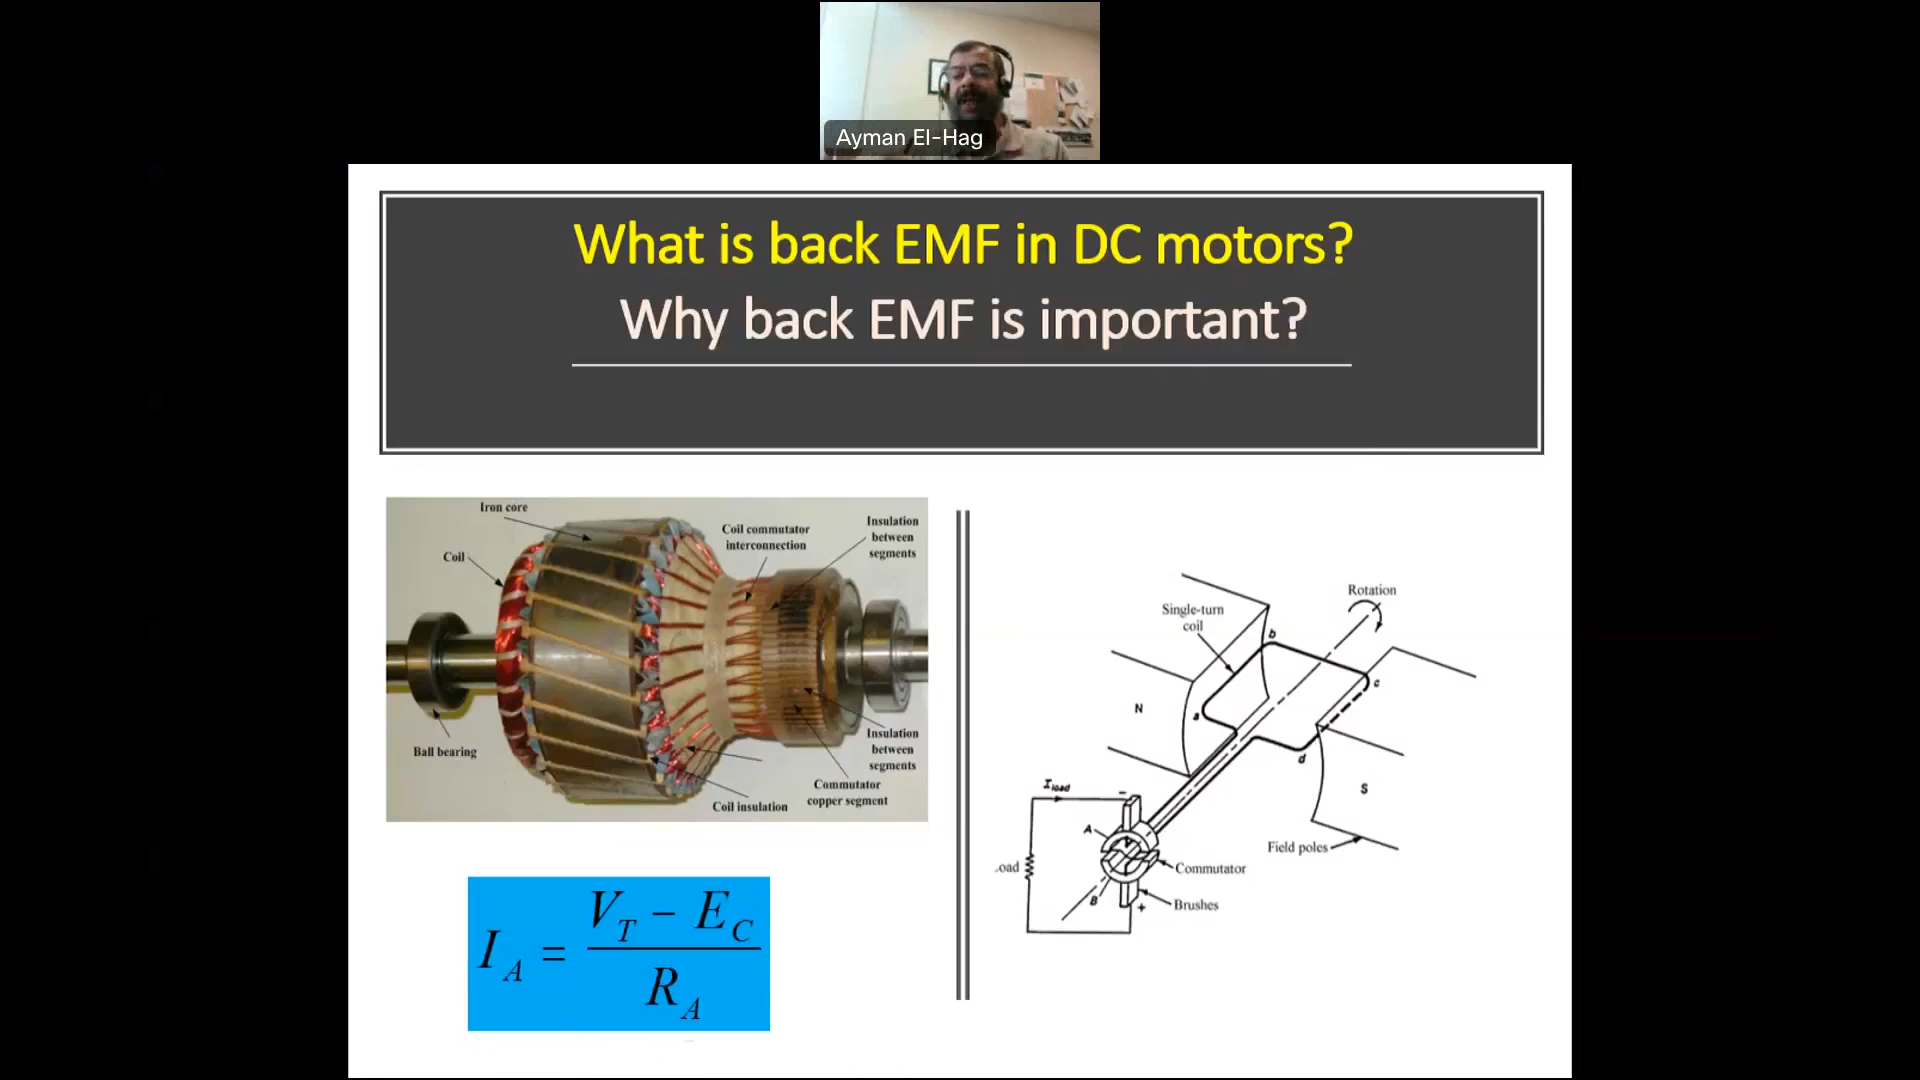 Ayman El-Hag
What is back EMF in DC motors?
Why back EMF is important?
Iron core
Coil
Coil commutator
interconnection
Insulation
between
segments
Ball bearing
Insulation
between
segments
Commutator
copper segment
Coil insulation
I_A = (V_T − E_C) / R_A
Rotation
Single-turn
coil
b
c
N
a
d
S
I_load
−
A
Field poles
oad
Commutator
B
+
Brushes